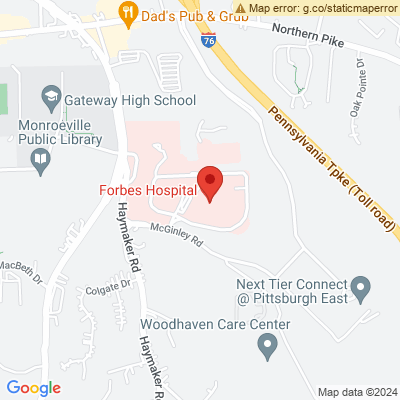 Map error: g.co/staticmaperror
Dad's Pub & Grub
76
Northern Pike
Oak Pointe Dr
Gateway High School
Pennsylvania Tpke (Toll road)
Monroeville
Public Library
Forbes Hospital
Haymaker Rd
McGinley Rd
MacBeth Dr
Colgate Dr
Next Tier Connect
@ Pittsburgh East
Woodhaven Care Center
Haymaker Rd
Google
Map data ©2024